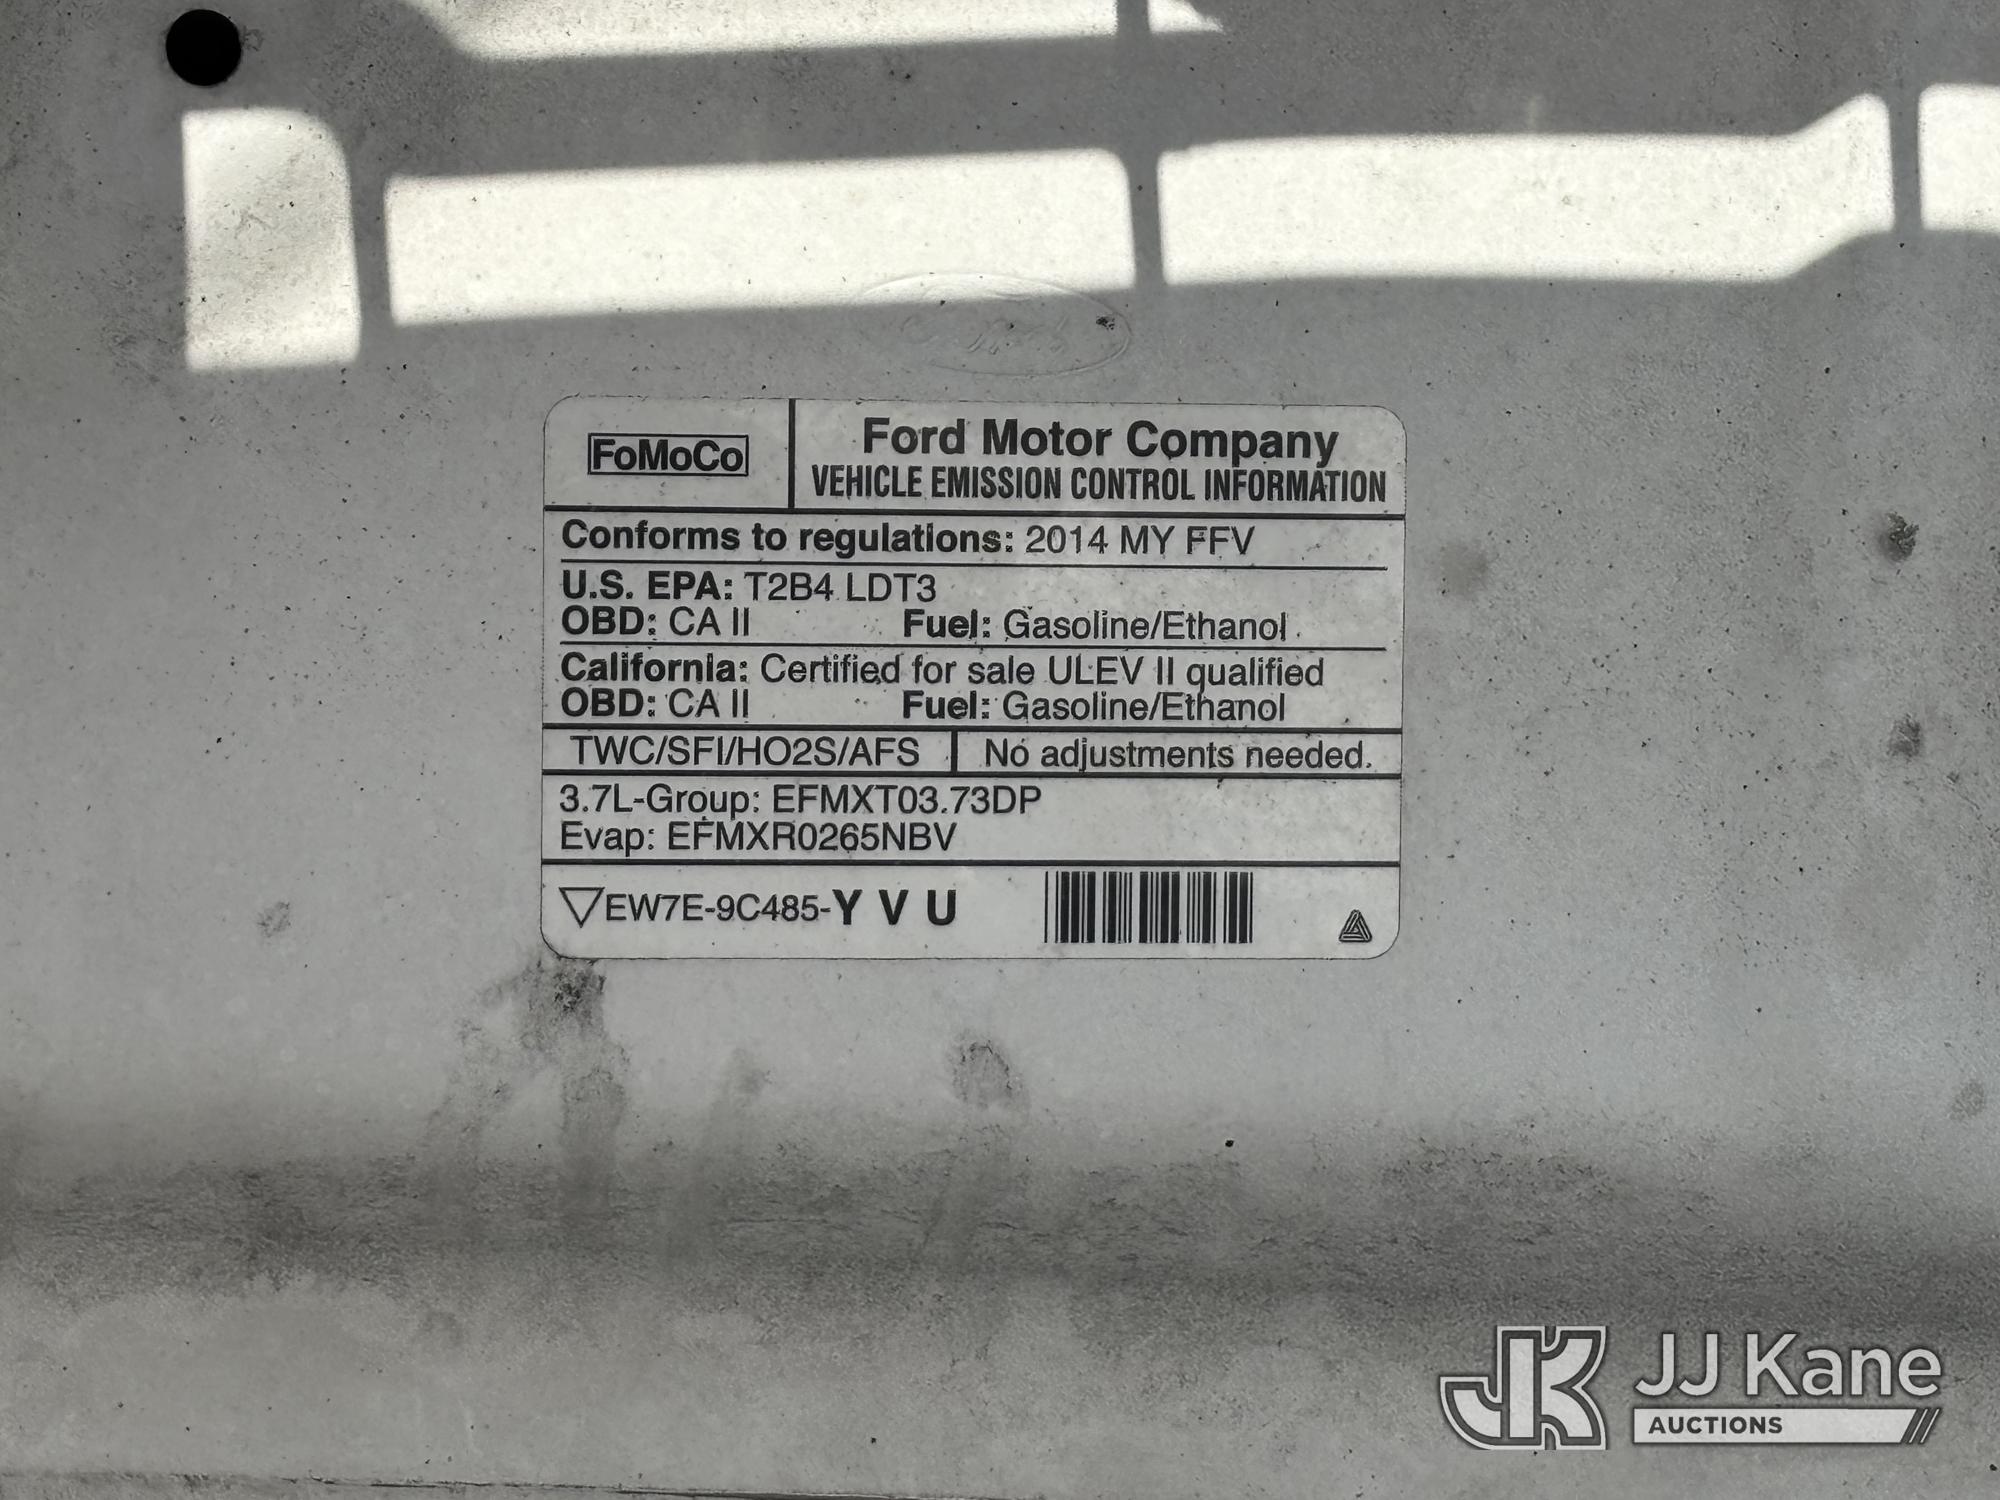 FoMoCo
Ford Motor Company
VEHICLE EMISSION CONTROL INFORMATION
Conforms to regulations: 2014 MY FFV
U.S. EPA: T2B4 LDT3
OBD: CA II Fuel: Gasoline/Ethanol
California: Certified for sale ULEV II qualified
OBD: CA II Fuel: Gasoline/Ethanol
TWC/SFI/HO2S/AFS No adjustments needed.
3.7L-Group: EFMXT03.73DP
Evap: EFMXR0265NBV
EW7E-9C485-Y V U
JK JJ Kane
AUCTIONS